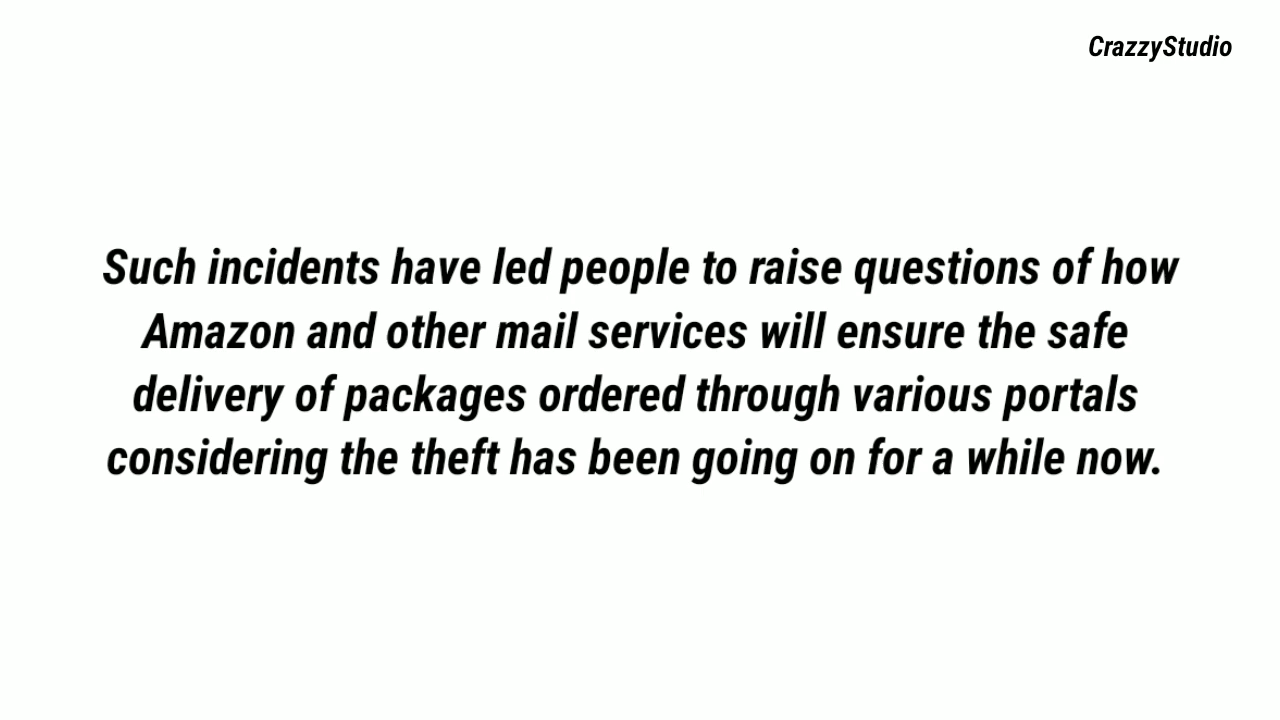 CrazzyStudio
Such incidents have led people to raise questions of how
Amazon and other mail services will ensure the safe
delivery of packages ordered through various portals
considering the theft has been going on for a while now.